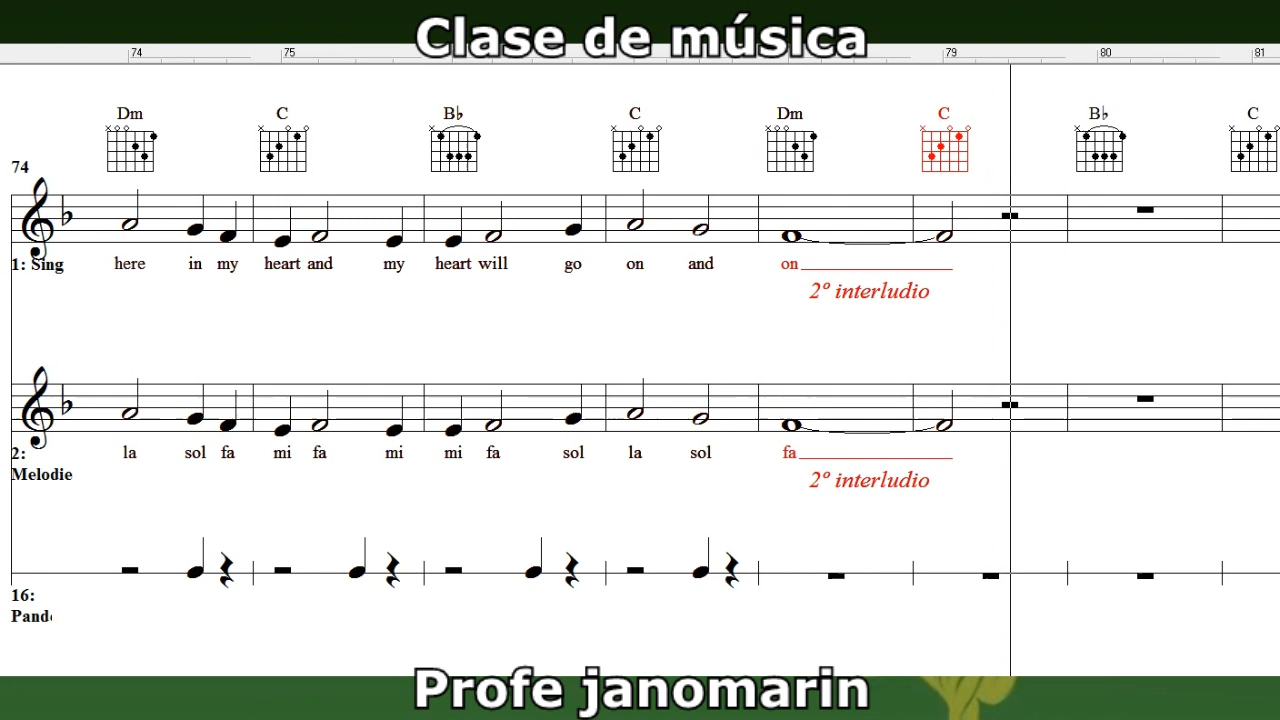 Clase de música
74 75 79 80 81
Dm C B♭ C Dm C B♭ C
74
1: Sing here in my heart and my heart will go on and on
2º interludio
2: la sol fa mi fa mi mi fa sol la sol fa
Melodie
2º interludio
16:
Pand
Profe janomarin